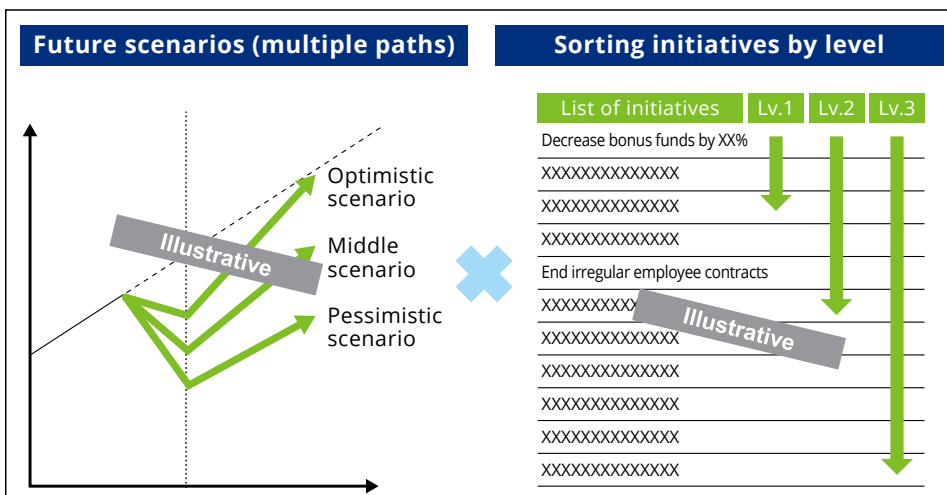 Future scenarios (multiple paths)
Optimistic
scenario
Middle
scenario
Pessimistic
scenario
Illustrative
Sorting initiatives by level
List of initiatives Lv.1 Lv.2 Lv.3
Decrease bonus funds by XX%
XXXXXXXXXXXXXX
XXXXXXXXXXXXXX
XXXXXXXXXXXXXX
End irregular employee contracts
XXXXXXXXXX
XXXXXXXXXXXXXX
XXXXXXXXXXXXXX
XXXXXXXXXXXXXX
XXXXXXXXXXXXXX
XXXXXXXXXXXXXX
Illustrative